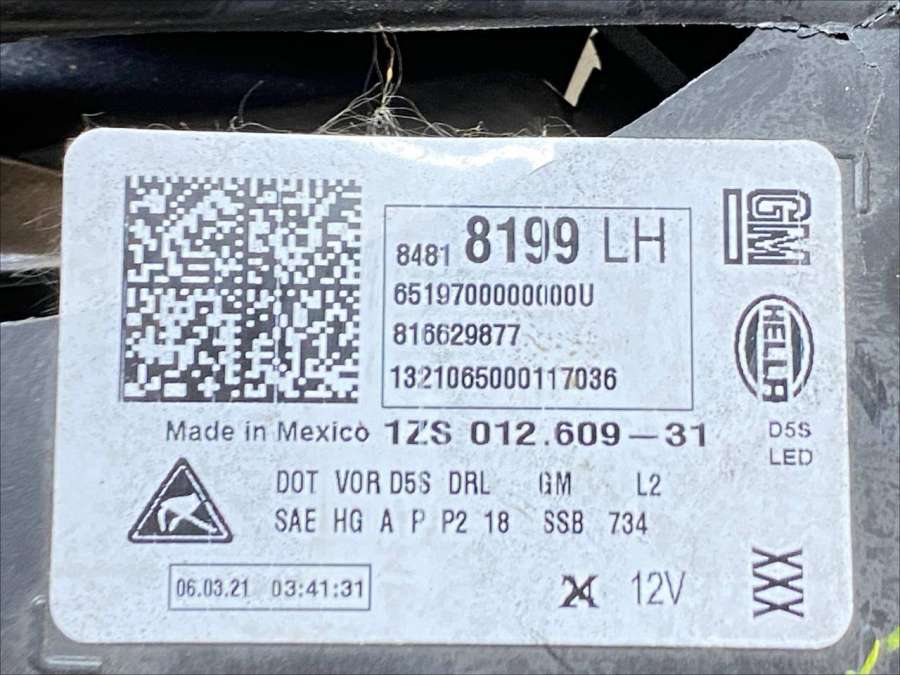 8481 8199 LH
GM
6519700000000U
816629877
1321065000117036
HELLA
Made in Mexico 1ZS 012.609-31
D5S
LED
DOT VOR D5S DRL GM L2
SAE HG A P P2 18 SSB 734
06.03.21 03:41:31
12V
XXX